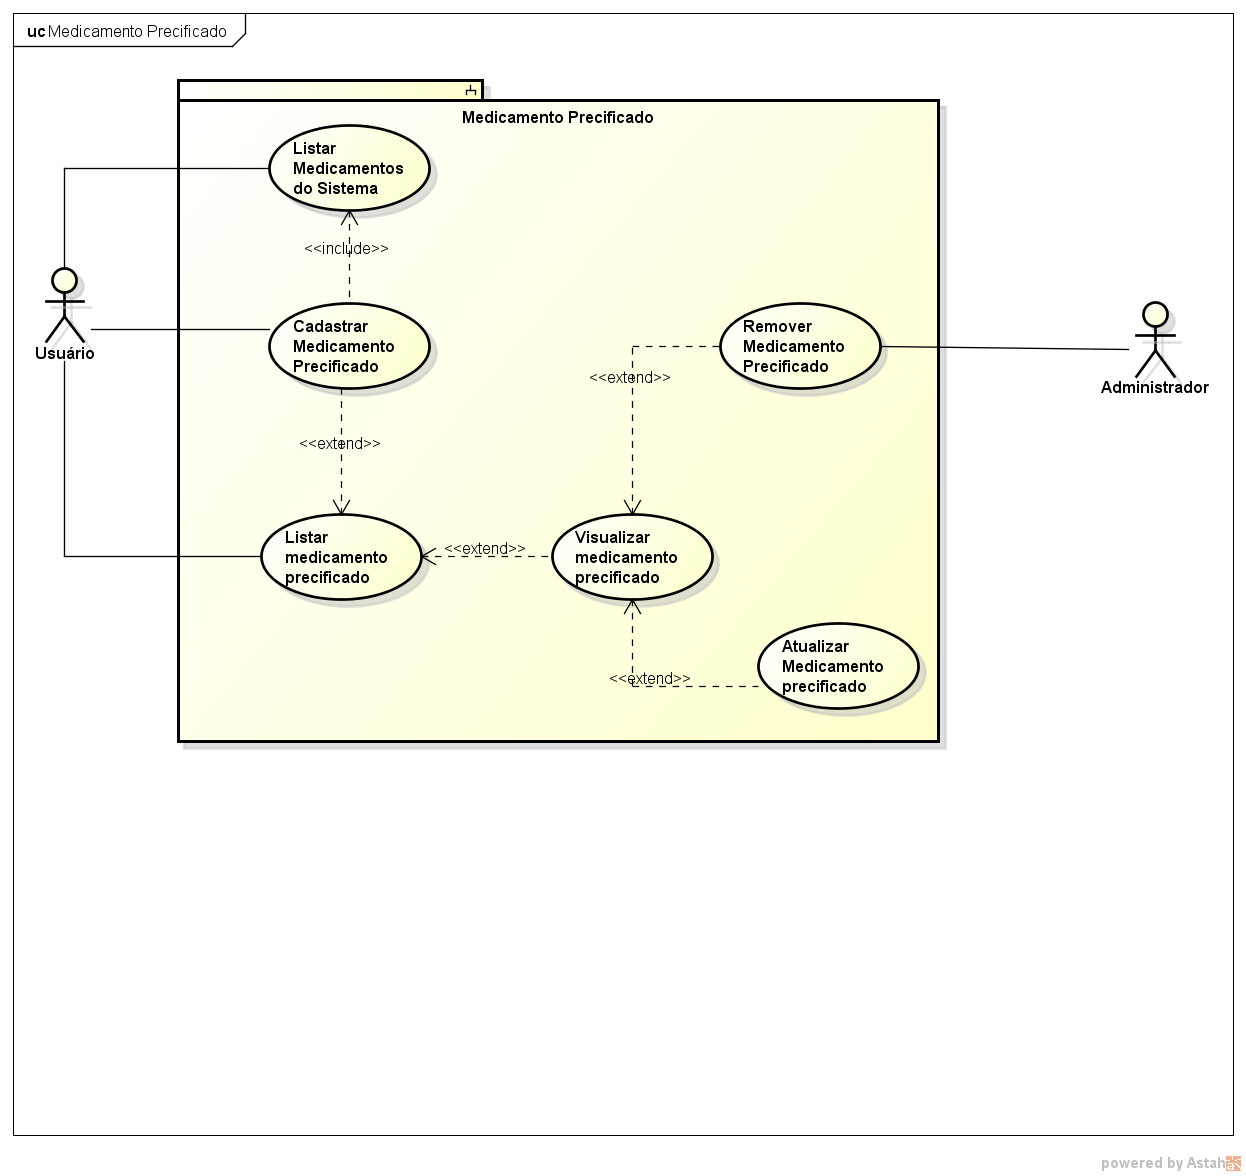 uc Medicamento Precificado
Medicamento Precificado
Listar
Medicamentos
do Sistema
<<include>>
Usuário
Cadastrar
Medicamento
Precificado
Remover
Medicamento
Precificado
Administrador
<<extend>>
<<extend>>
Listar
medicamento
precificado
<<extend>>
Visualizar
medicamento
precificado
Atualizar
Medicamento
precificado
<<extend>>
powered by Astah